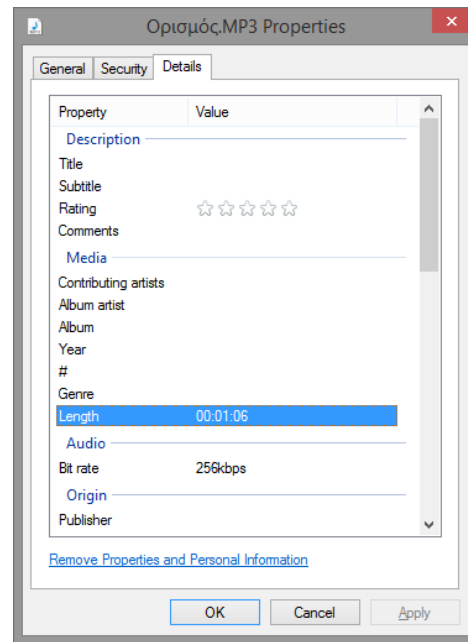 Ορισμός.MP3 Properties
General Security Details
Property Value
Description
Title
Subtitle
Rating
Comments
Media
Contributing artists
Album artist
Album
Year
#
Genre
Length 00:01:06
Audio
Bit rate 256kbps
Origin
Publisher
Remove Properties and Personal Information
OK Cancel Apply